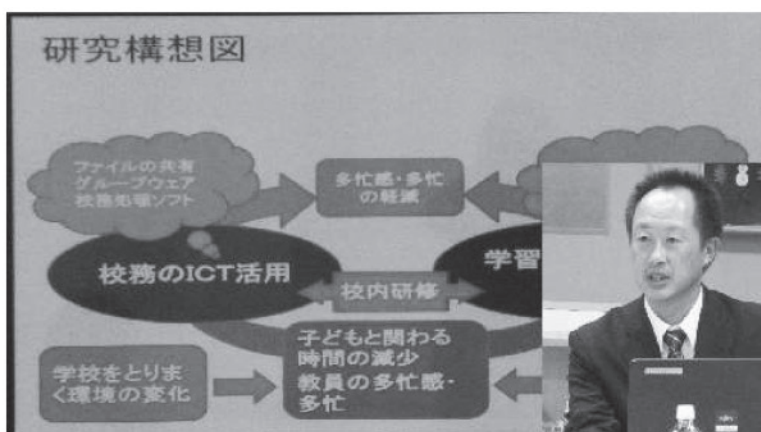 研究構想図
ファイルの共有
グループウェア
校務処理ソフト
多忙感・多忙
の軽減
校務のICT活用
校内研修
学習
子どもと関わる
時間の減少
教員の多忙感・
多忙
学校をとりま
く環境の変化